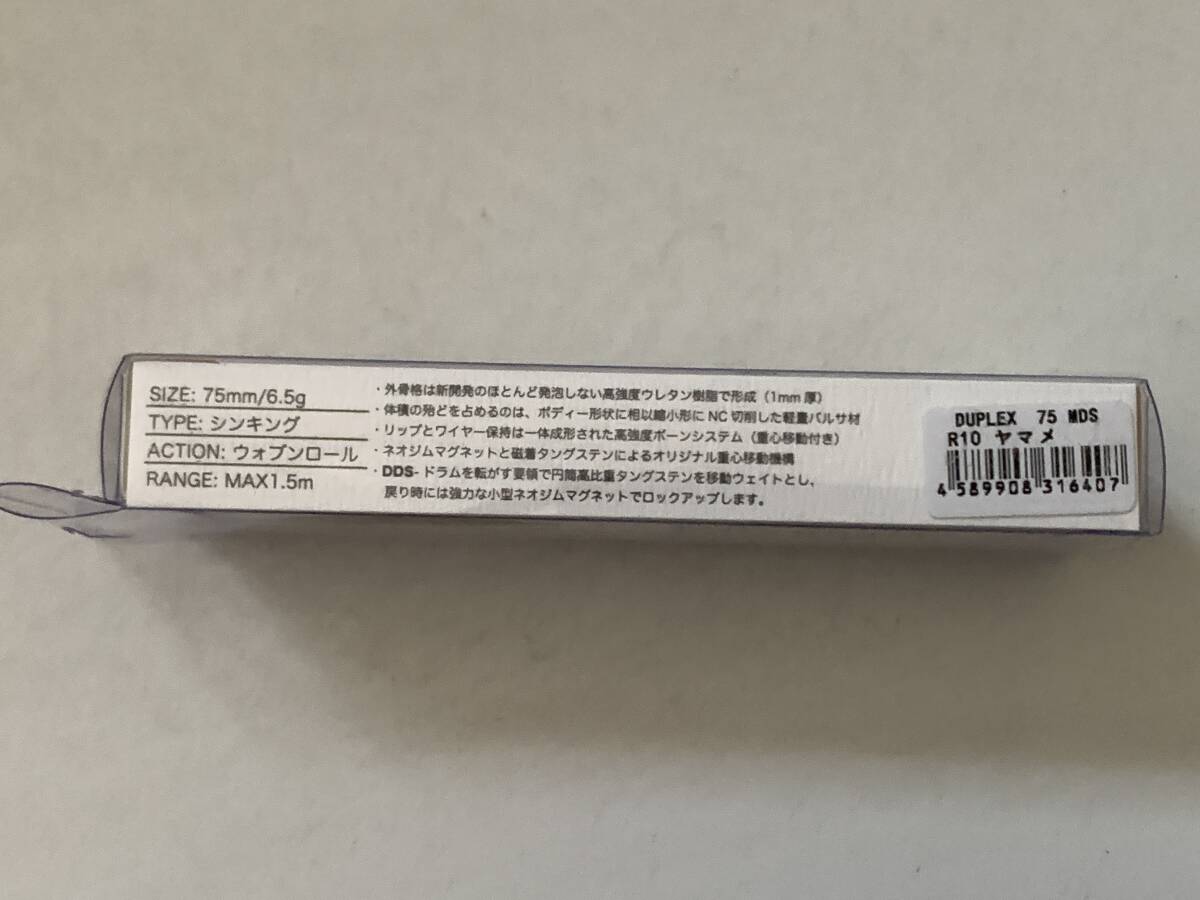 SIZE: 75mm/6.5g
TYPE: シンキング
ACTION: ウォブンロール
RANGE: MAX1.5m
・外骨格は新開発のほとんど発泡しない高強度ウレタン樹脂で形成（1mm厚）
・体積の殆どを占めるのは、ボディー形状に相以縮小形にNC切削した軽量バルサ材
・リップとワイヤー保持は一体成形された高強度ボーンシステム（重心移動付き）
・ネオジムマグネットと磁着タングステンによるオリジナル重心移動機構
・DDS-ドラムを転がす要領で円筒高比重タングステンを移動ウェイトとし、
戻り時には強力な小型ネオジムマグネットでロックアップします。
DUPLEX 75 MDS
R10 ヤマメ
4589908316407